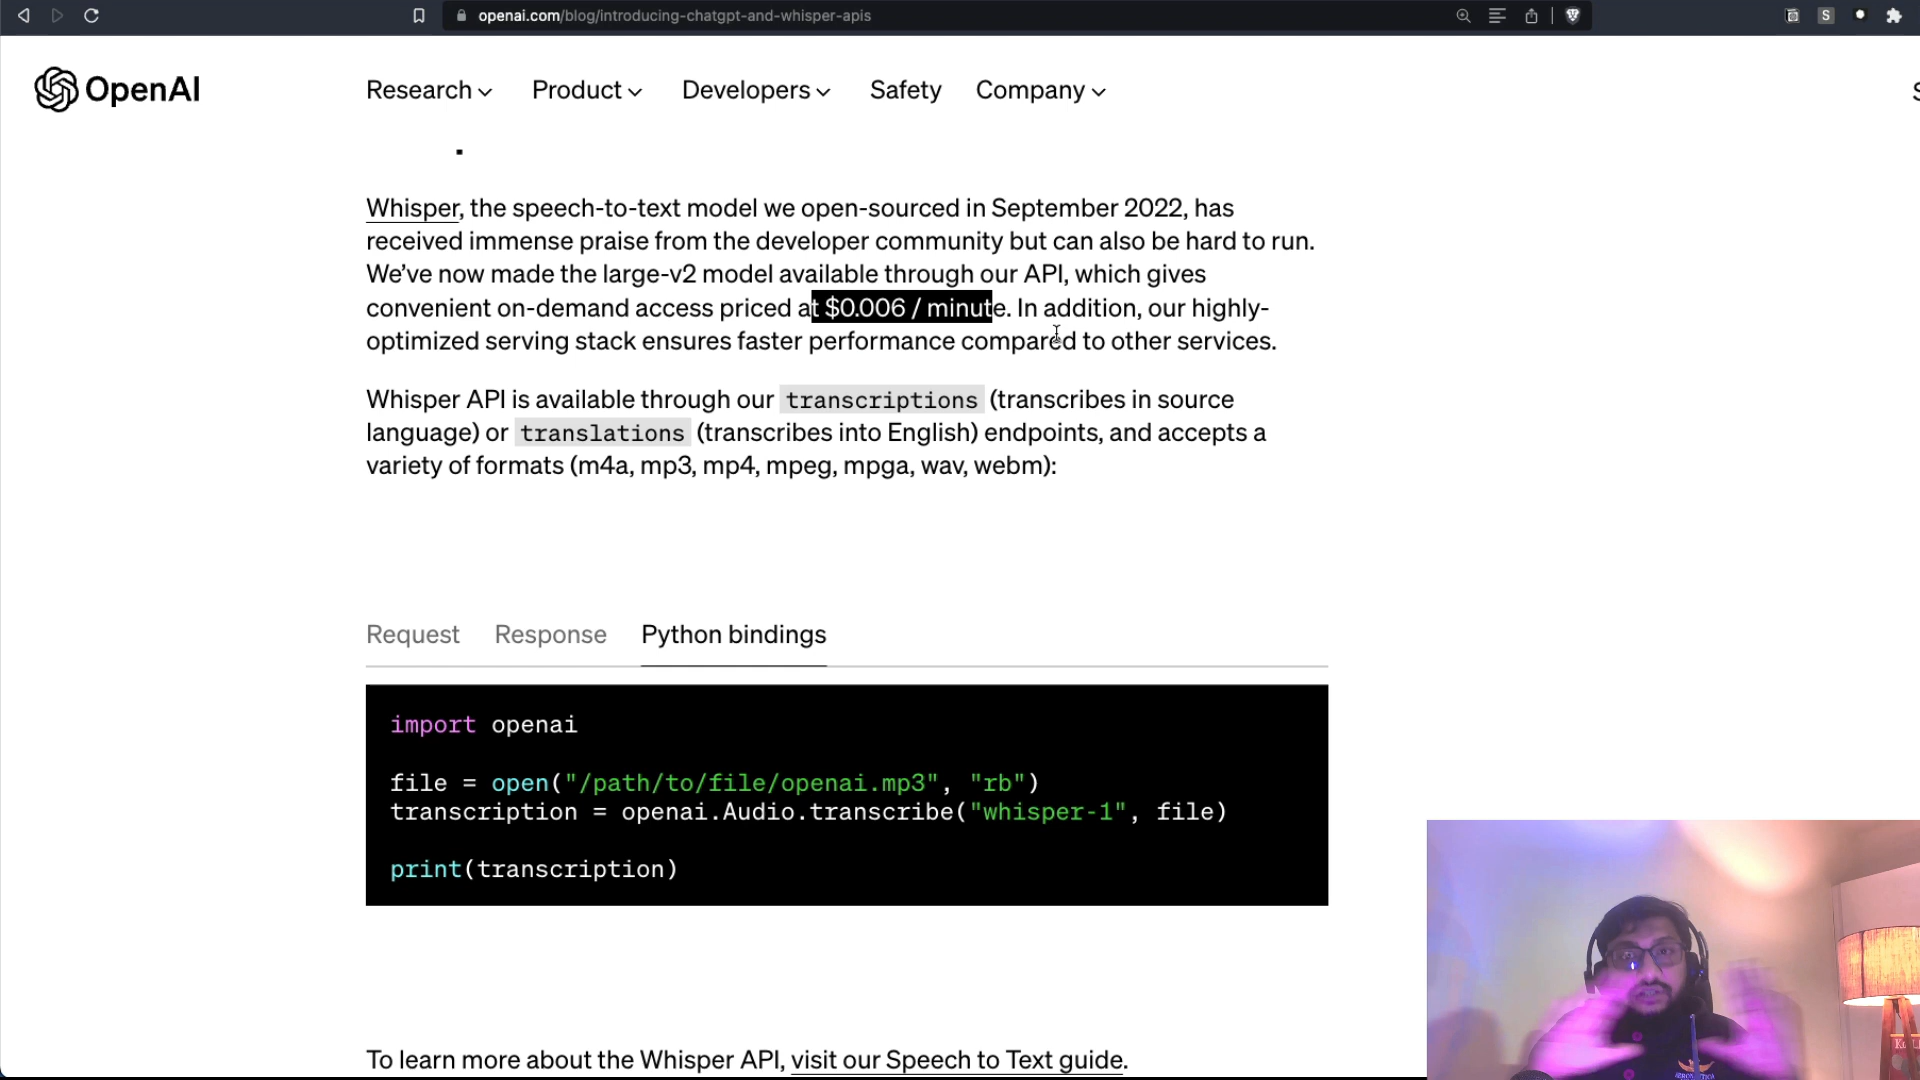 openai.com/blog/introducing-chatgpt-and-whisper-apis
S
OpenAI
Research
Product
Developers
Safety
Company
Whisper, the speech-to-text model we open-sourced in September 2022, has
received immense praise from the developer community but can also be hard to run.
We’ve now made the large-v2 model available through our API, which gives
convenient on-demand access priced at $0.006 / minute. In addition, our highly-
optimized serving stack ensures faster performance compared to other services.
Whisper API is available through our transcriptions (transcribes in source
language) or translations (transcribes into English) endpoints, and accepts a
variety of formats (m4a, mp3, mp4, mpeg, mpga, wav, webm):
Request
Response
Python bindings
import openai
file = open("/path/to/file/openai.mp3", "rb")
transcription = openai.Audio.transcribe("whisper-1", file)
print(transcription)
To learn more about the Whisper API, visit our Speech to Text guide.